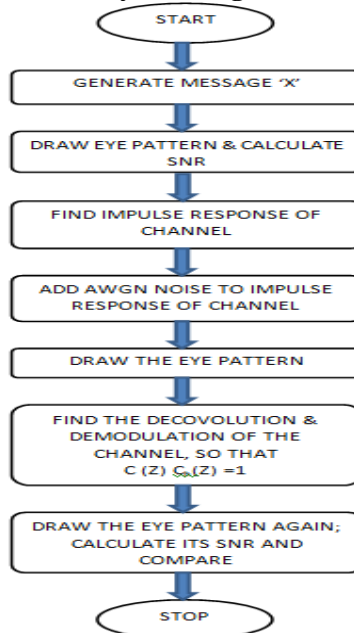 START
GENERATE MESSAGE ‘X’
DRAW EYE PATTERN & CALCULATE
SNR
FIND IMPULSE RESPONSE OF
CHANNEL
ADD AWGN NOISE TO IMPULSE
RESPONSE OF CHANNEL
DRAW THE EYE PATTERN
FIND THE DECOVOLUTION &
DEMODULATION OF THE
CHANNEL, SO THAT
C (Z) (Z) =1
DRAW THE EYE PATTERN AGAIN;
CALCULATE ITS SNR AND
COMPARE
STOP